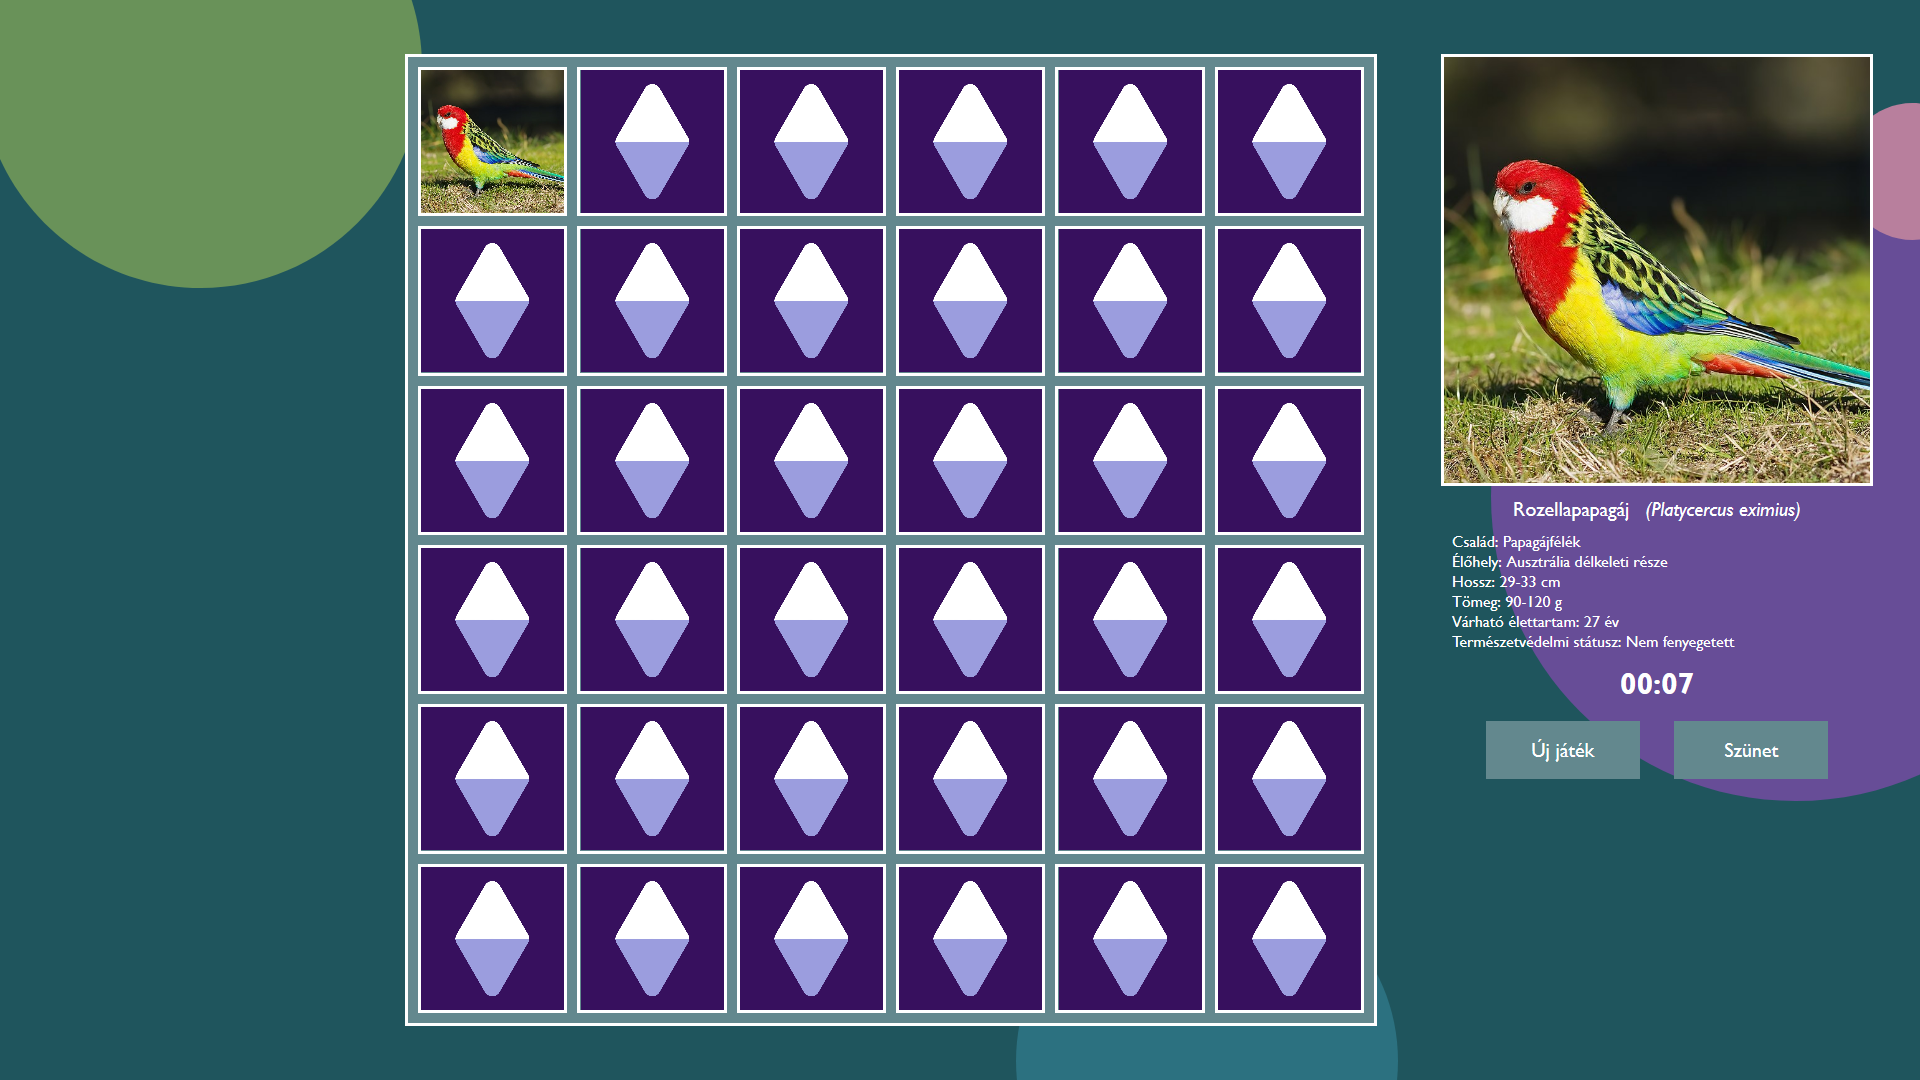 Rozellapapagáj (Platycercus eximius)
Család: Papagájfélék
Élőhely: Ausztrália délkeleti része
Hossz: 29-33 cm
Tömeg: 90-120 g
Várható élettartam: 27 év
Természetvédelmi státusz: Nem fenyegetett
00:07
Új játék
Szünet